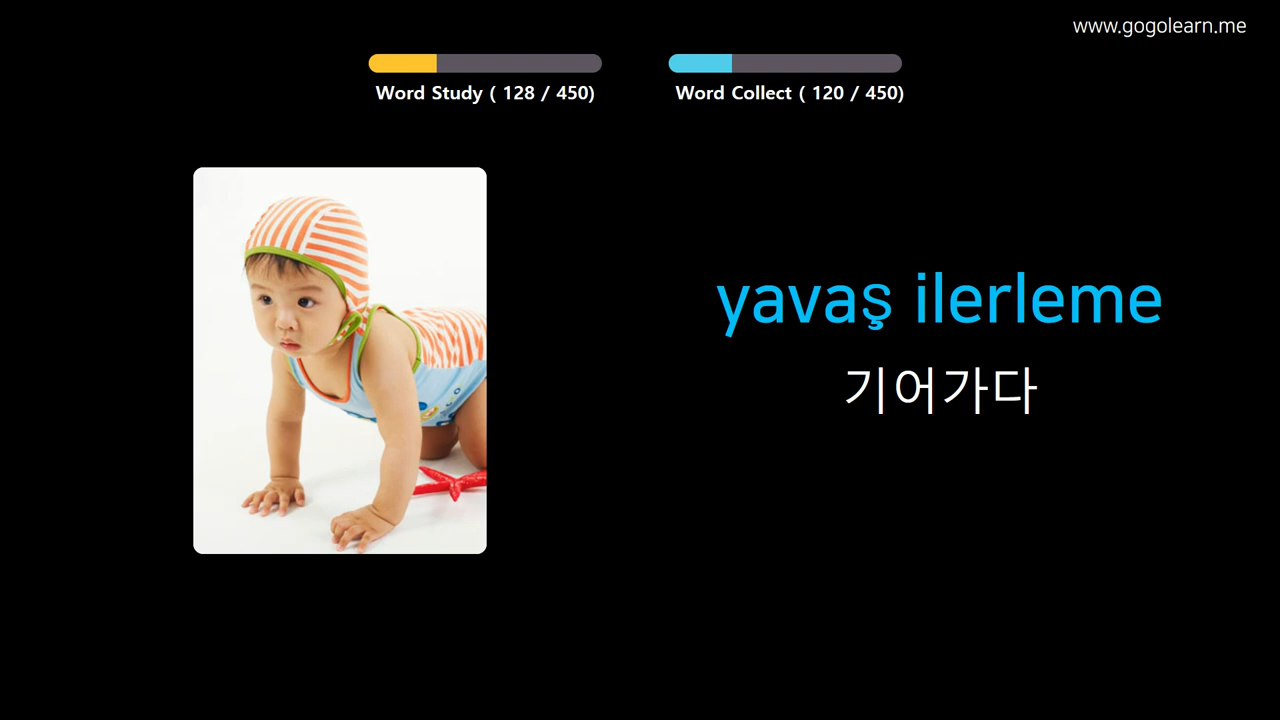 www.gogolearn.me
Word Study ( 128 / 450)
Word Collect ( 120 / 450)
yavaş ilerleme
기어가다